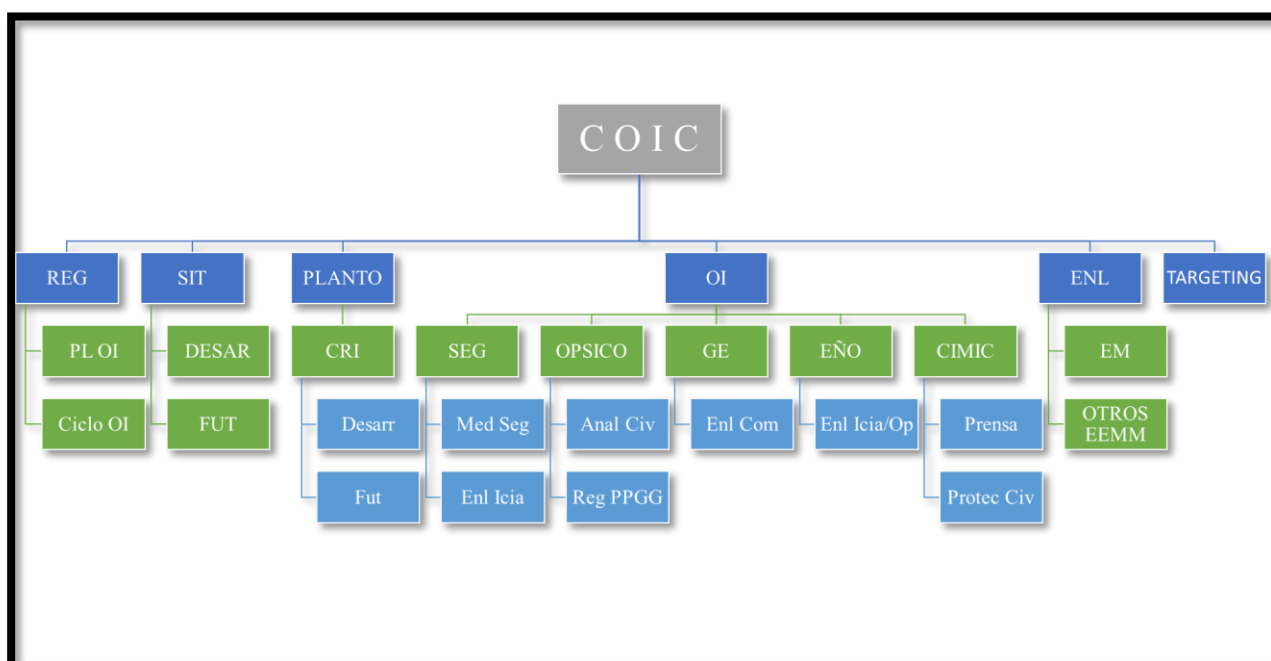 C O I C
REG
SIT
PLANTO
OI
ENL
TARGETING
PL OI
DESAR
CRI
SEG
OPSICO
GE
EÑO
CIMIC
EM
Ciclo OI
FUT
Desarr
Med Seg
Anal Civ
Enl Com
Enl Icia/Op
Prensa
OTROS
EEMM
Fut
Enl Icia
Reg PPGG
Protec Civ